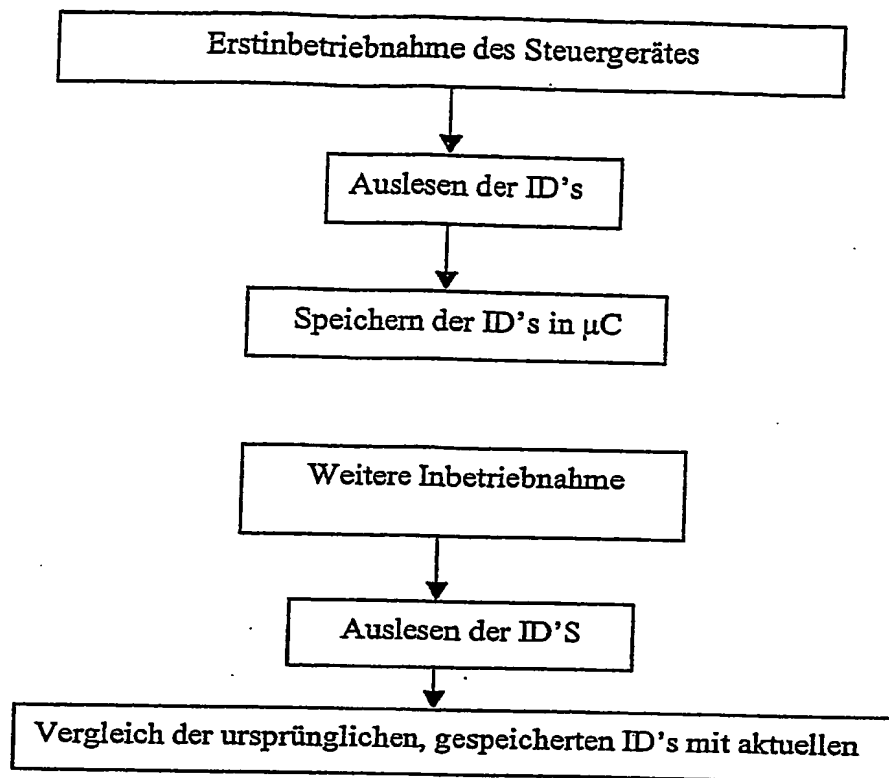 Erstinbetriebnahme des Steuergerätes
Auslesen der ID's
Speichern der ID's in µC
Weitere Inbetriebnahme
Auslesen der ID'S
Vergleich der ursprünglichen, gespeicherten ID's mit aktuellen